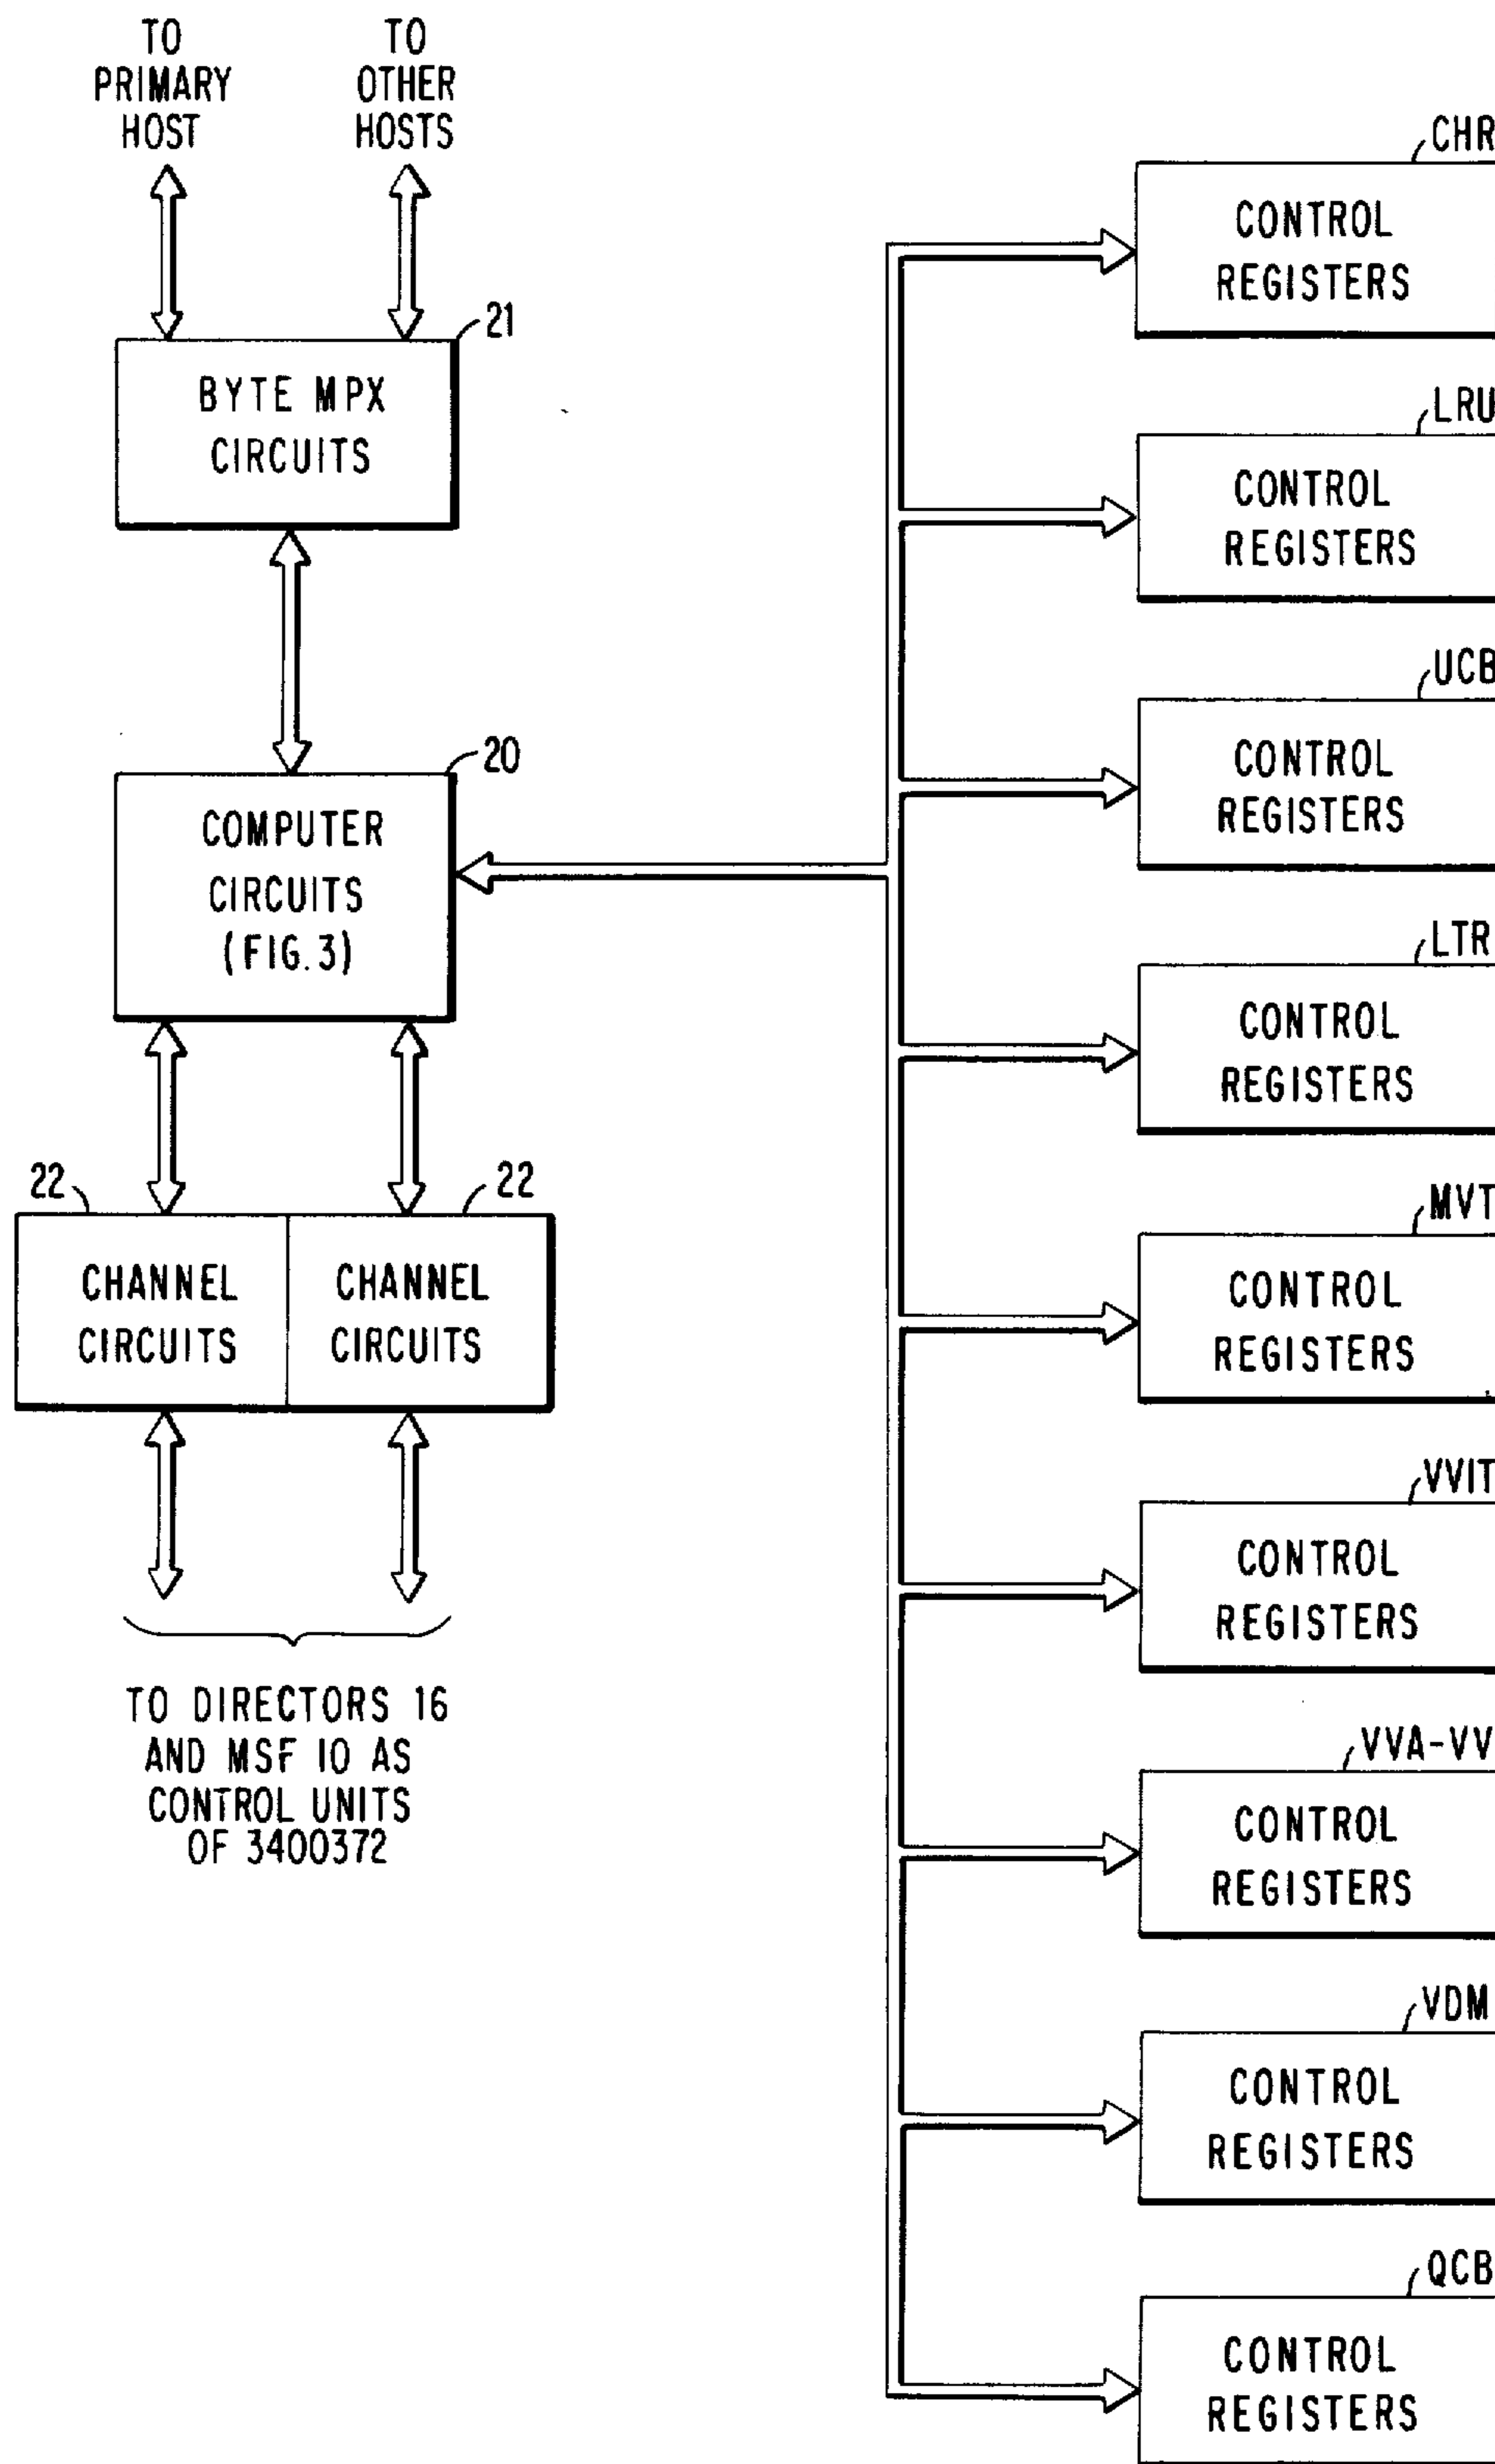 TO
PRIMARY
HOST
TO
OTHER
HOSTS
21
BYTE MPX
CIRCUITS
20
COMPUTER
CIRCUITS
(FIG. 3)
22
CHANNEL
CIRCUITS
22
CHANNEL
CIRCUITS
TO DIRECTORS 16
AND MSF 10 AS
CONTROL UNITS
OF 3400372
CHR
CONTROL
REGISTERS
LRU
CONTROL
REGISTERS
UCB
CONTROL
REGISTERS
LTR
CONTROL
REGISTERS
MVT
CONTROL
REGISTERS
VVIT
CONTROL
REGISTERS
VVA-VV
CONTROL
REGISTERS
VDM
CONTROL
REGISTERS
QCB
CONTROL
REGISTERS